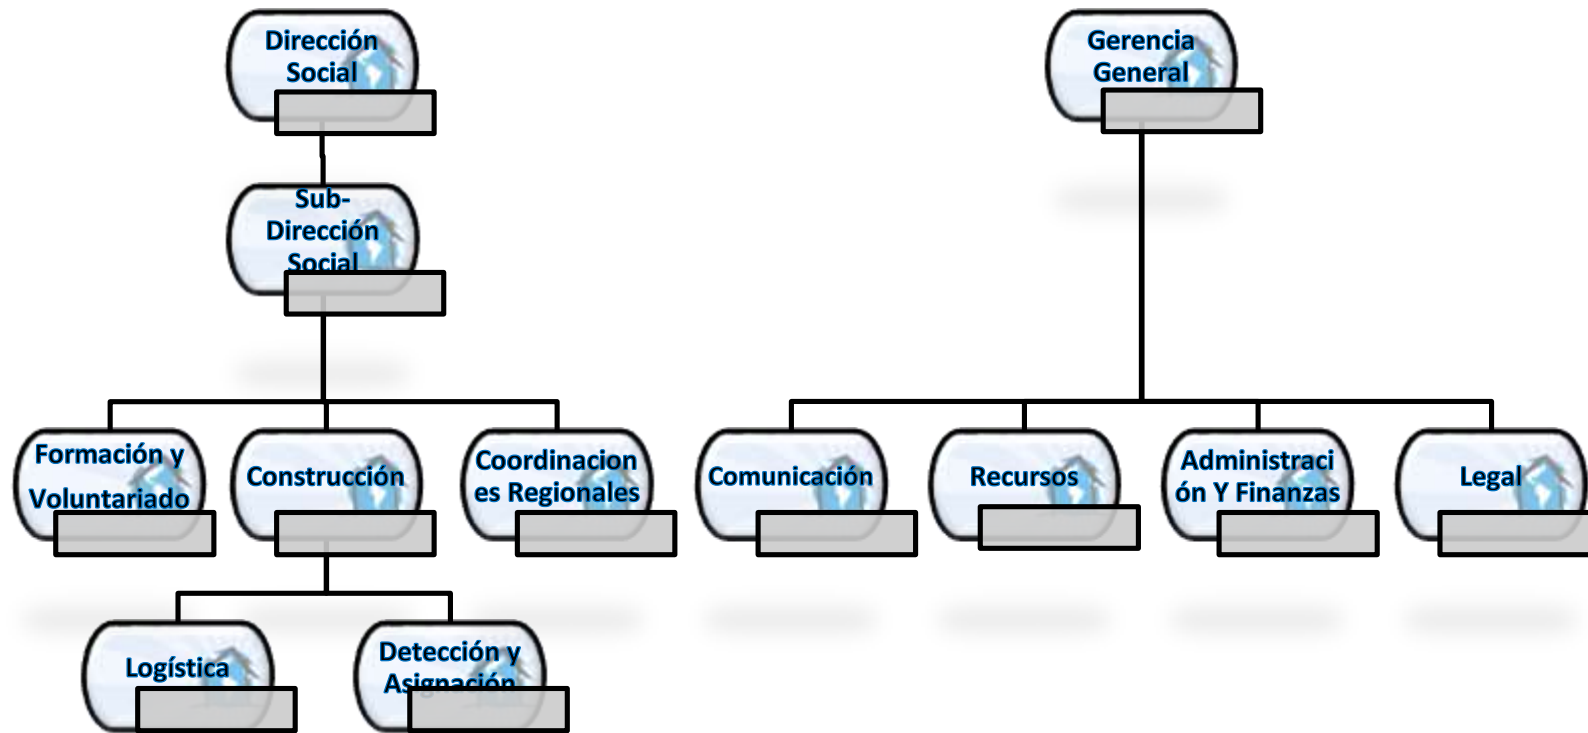 Dirección
Social
Gerencia
General
Sub-
Dirección
Social
Formación y
Voluntariado
Construcción
Coordinacion
es Regionales
Comunicación
Recursos
Administraci
ón Y Finanzas
Legal
Logística
Detección y
Asignación